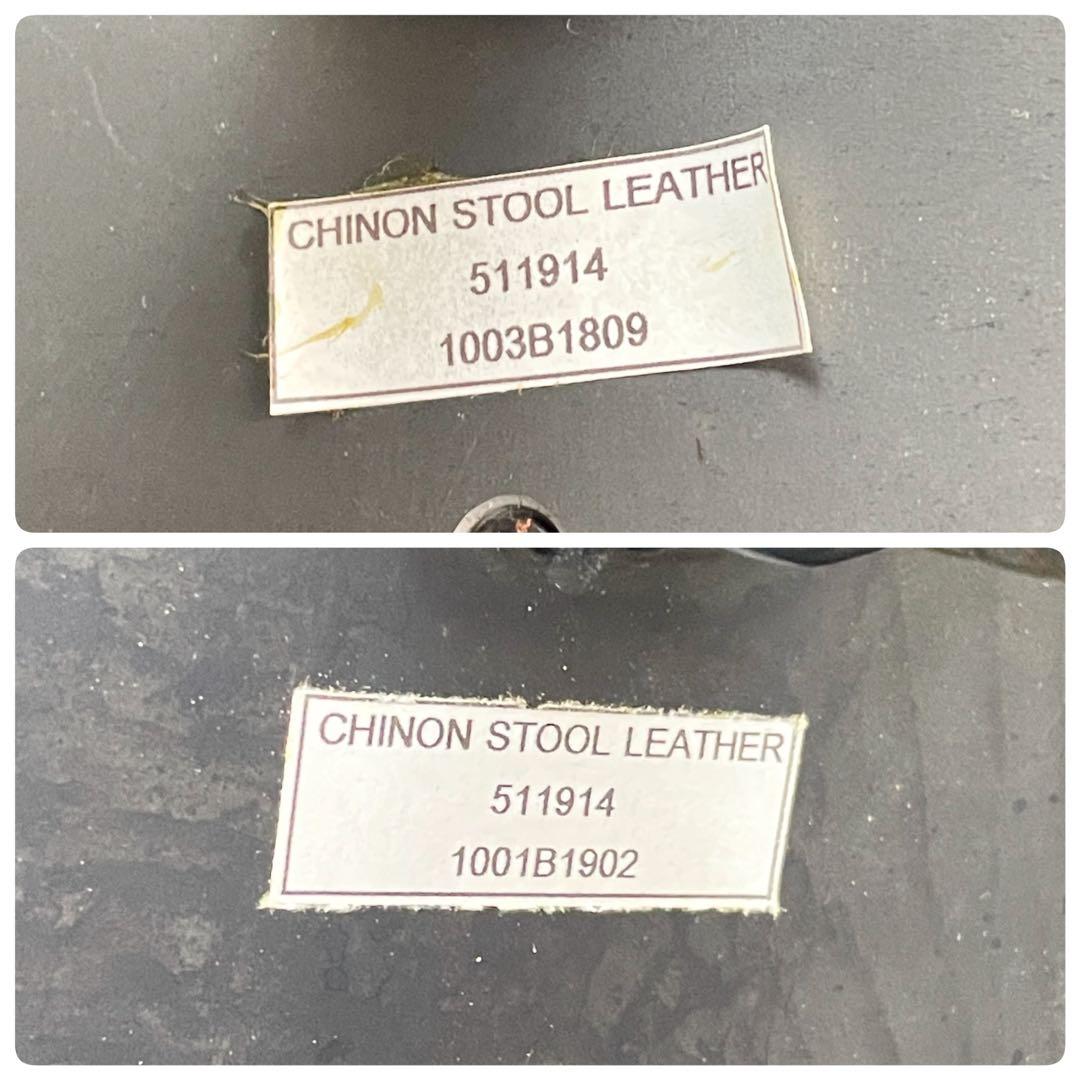 CHINON STOOL LEATHER
511914
1003B1809
CHINON STOOL LEATHER
511914
1001B1902